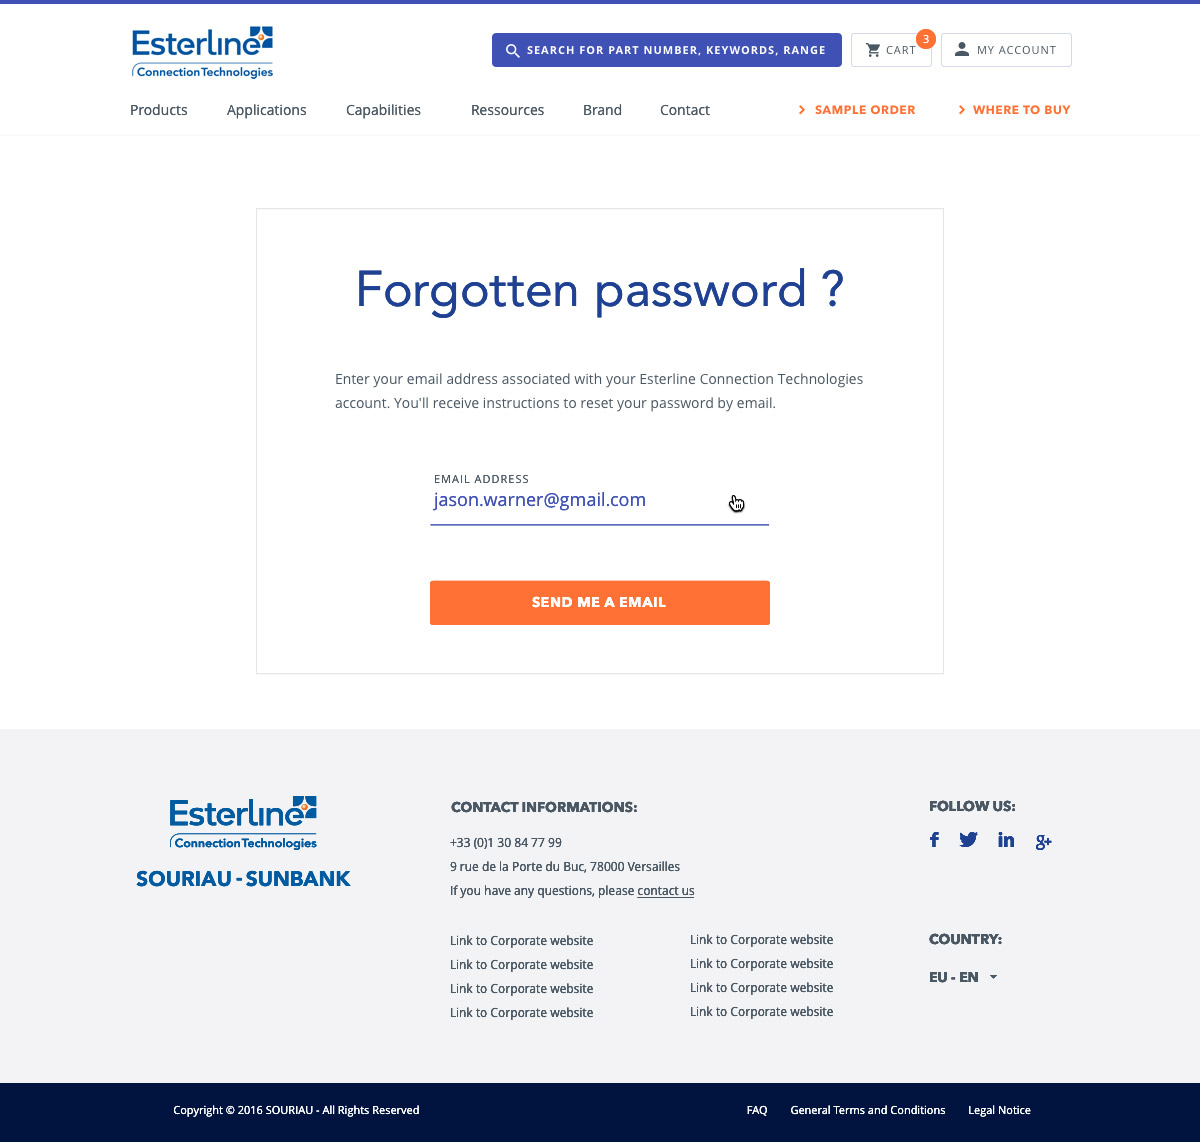 Esterline
Connection Technologies
SEARCH FOR PART NUMBER, KEYWORDS, RANGE
CART
3
MY ACCOUNT
Products
Applications
Capabilities
Ressources
Brand
Contact
SAMPLE ORDER
WHERE TO BUY
Forgotten password ?
Enter your email address associated with your Esterline Connection Technologies
account. You'll receive instructions to reset your password by email.
EMAIL ADDRESS
jason.warner@gmail.com
SEND ME A EMAIL
Esterline
Connection Technologies
SOURIAU - SUNBANK
CONTACT INFORMATIONS:
+33 (0)1 30 84 77 99
9 rue de la Porte du Buc, 78000 Versailles
If you have any questions, please contact us
Link to Corporate website
Link to Corporate website
Link to Corporate website
Link to Corporate website
Link to Corporate website
Link to Corporate website
Link to Corporate website
Link to Corporate website
FOLLOW US:
f
in
g+
COUNTRY:
EU - EN
Copyright © 2016 SOURIAU - All Rights Reserved
FAQ
General Terms and Conditions
Legal Notice